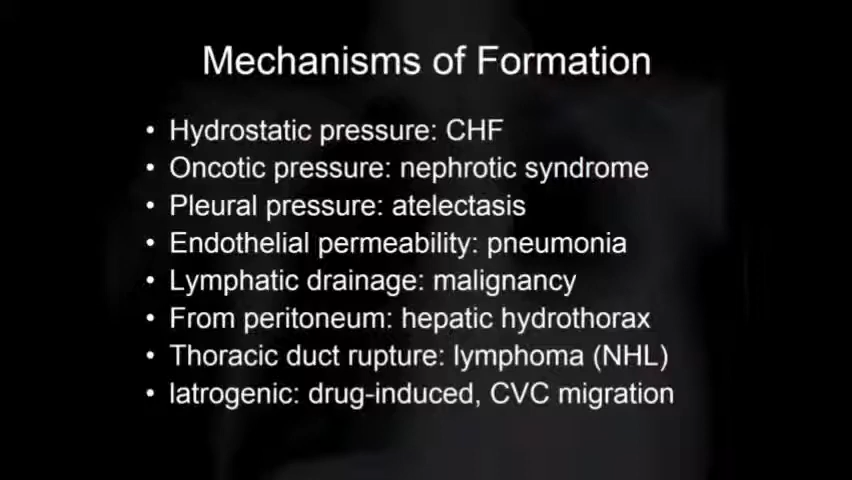 Mechanisms of Formation
• Hydrostatic pressure: CHF
• Oncotic pressure: nephrotic syndrome
• Pleural pressure: atelectasis
• Endothelial permeability: pneumonia
• Lymphatic drainage: malignancy
• From peritoneum: hepatic hydrothorax
• Thoracic duct rupture: lymphoma (NHL)
• Iatrogenic: drug-induced, CVC migration